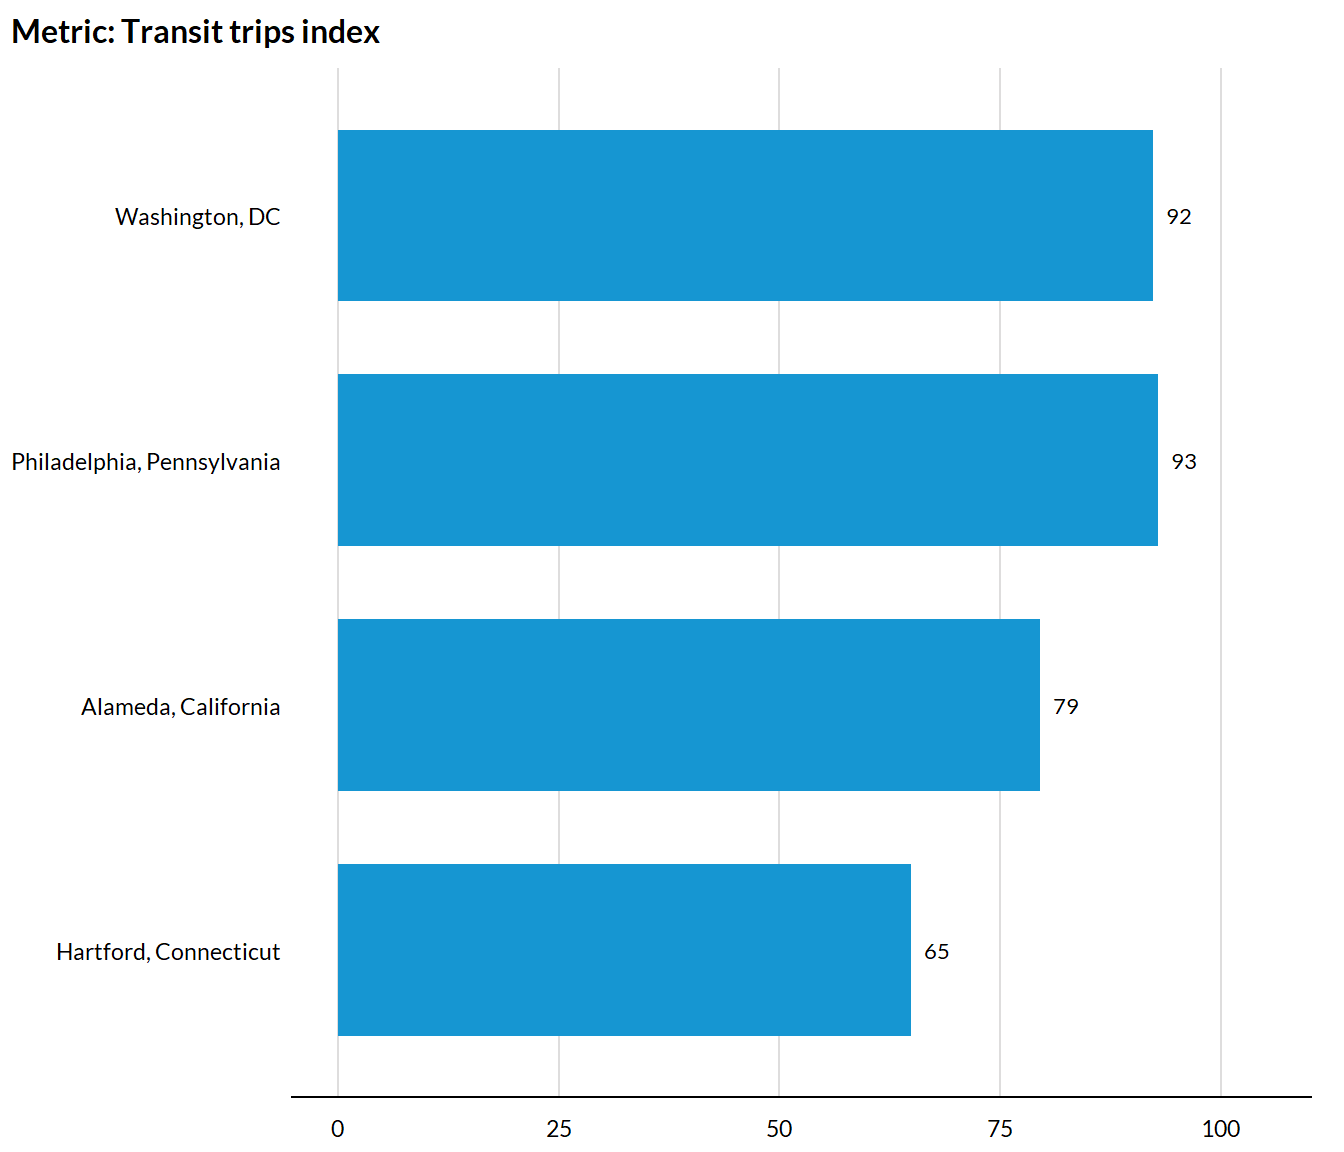 Metric: Transit trips index
Washington, DC
92
Philadelphia, Pennsylvania
93
Alameda, California
79
Hartford, Connecticut
65
0 25 50 75 100